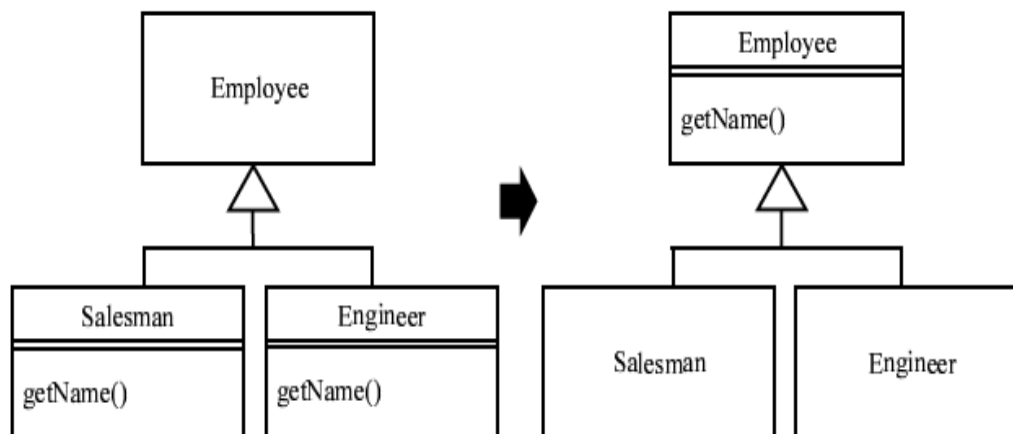 Employee
Salesman
getName()
Engineer
getName()
Employee
getName()
Salesman
Engineer